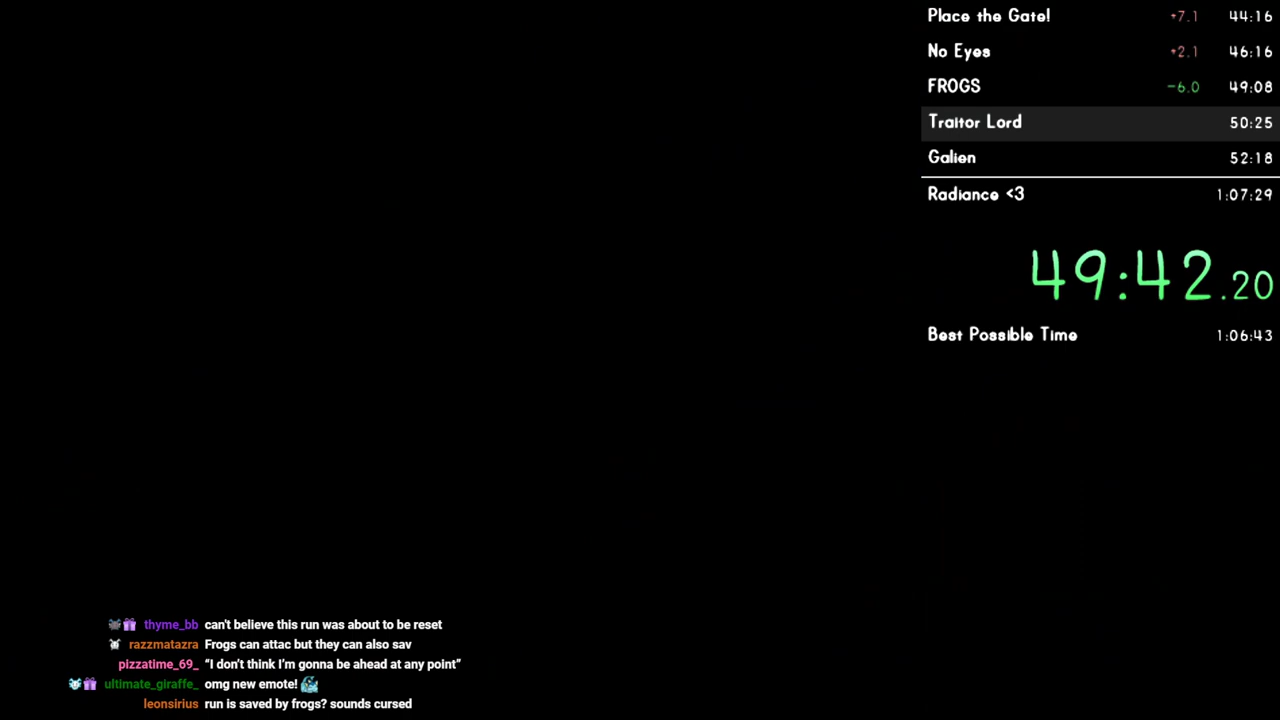 Place the Gate! +7.1 44:16
No Eyes +2.1 46:16
FROGS -6.0 49:08
Traitor Lord 50:25
Galien 52:18
Radiance <3 1:07:29
49:42.20
Best Possible Time 1:06:43
thyme_bb can't believe this run was about to be reset
razzmatazra Frogs can attac but they can also sav
pizzatime_69_ “I don't think I'm gonna be ahead at any point”
ultimate_giraffe_ omg new emote!
leonsirius run is saved by frogs? sounds cursed